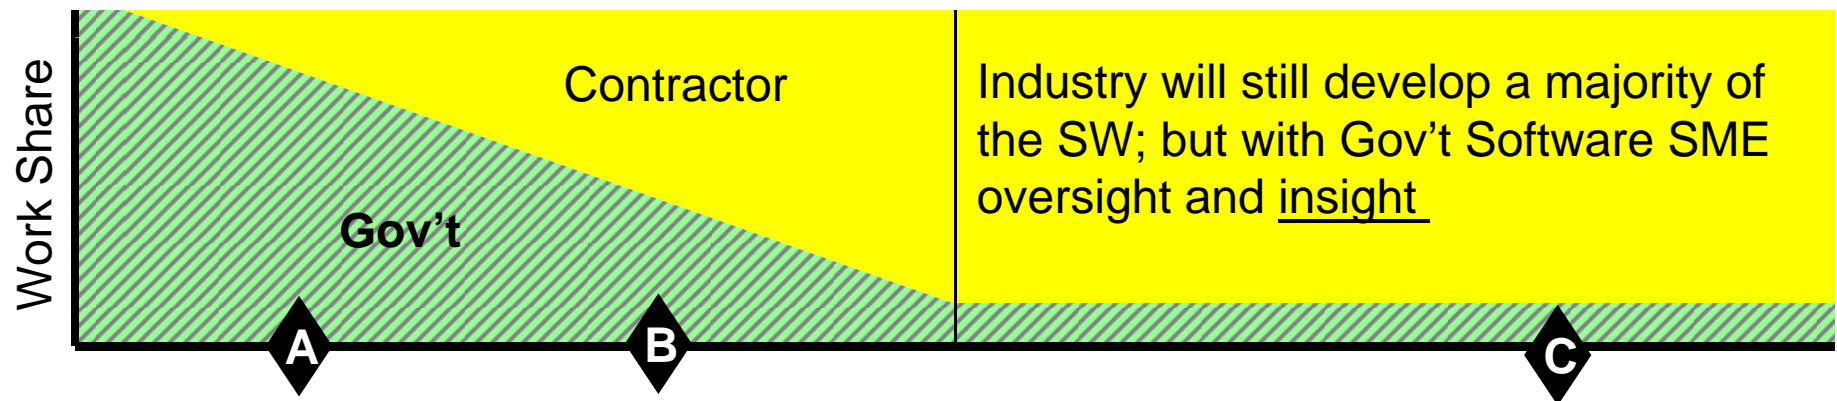 Work Share
Contractor
Gov’t
Industry will still develop a majority of
the SW; but with Gov’t Software SME
oversight and insight
A
B
C